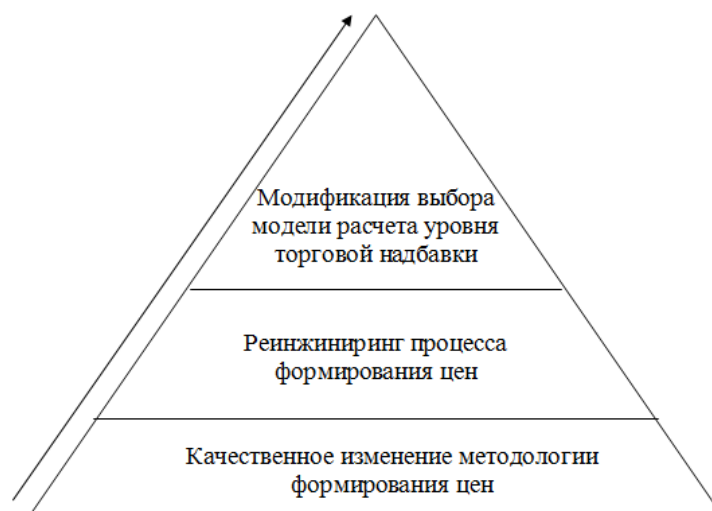 Модификация выбора
модели расчета уровня
торговой надбавки
Реинжиниринг процесса
формирования цен
Качественное изменение методологии
формирования цен